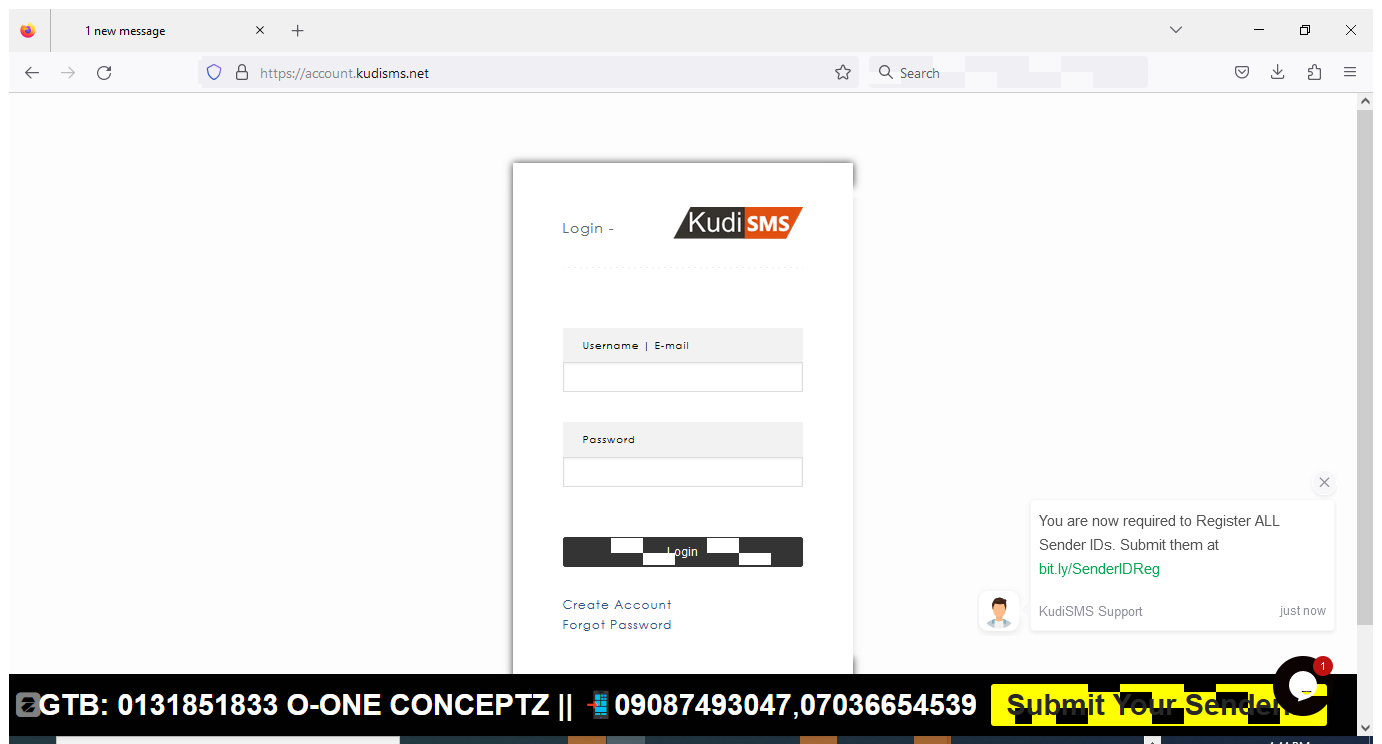 1 new message
https://account.kudisms.net
Search
Login -
Kudi SMS
Username | E-mail
Password
Login
Create Account
Forgot Password
You are now required to Register ALL
Sender IDs. Submit them at
bit.ly/SenderIDReg
KudiSMS Support
just now
1
GTB: 0131851833 O-ONE CONCEPTZ || 09087493047,07036654539
Submit Your Sender